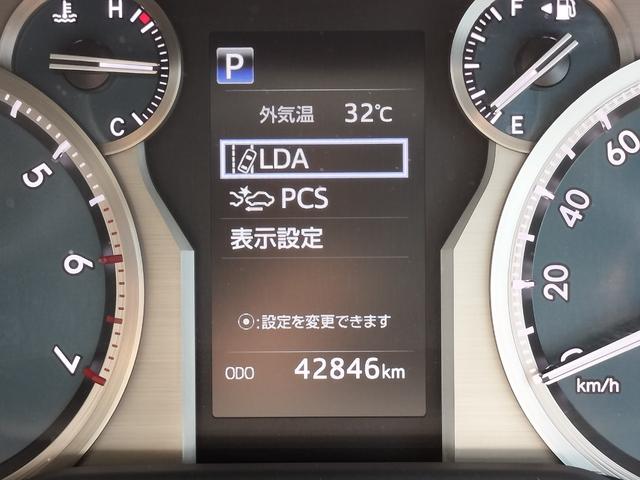 H
C
F
E
P
外気温 32℃
LDA
PCS
表示設定
:設定を変更できます
ODO 42846km
5
6
7
60
40
20
0
km/h